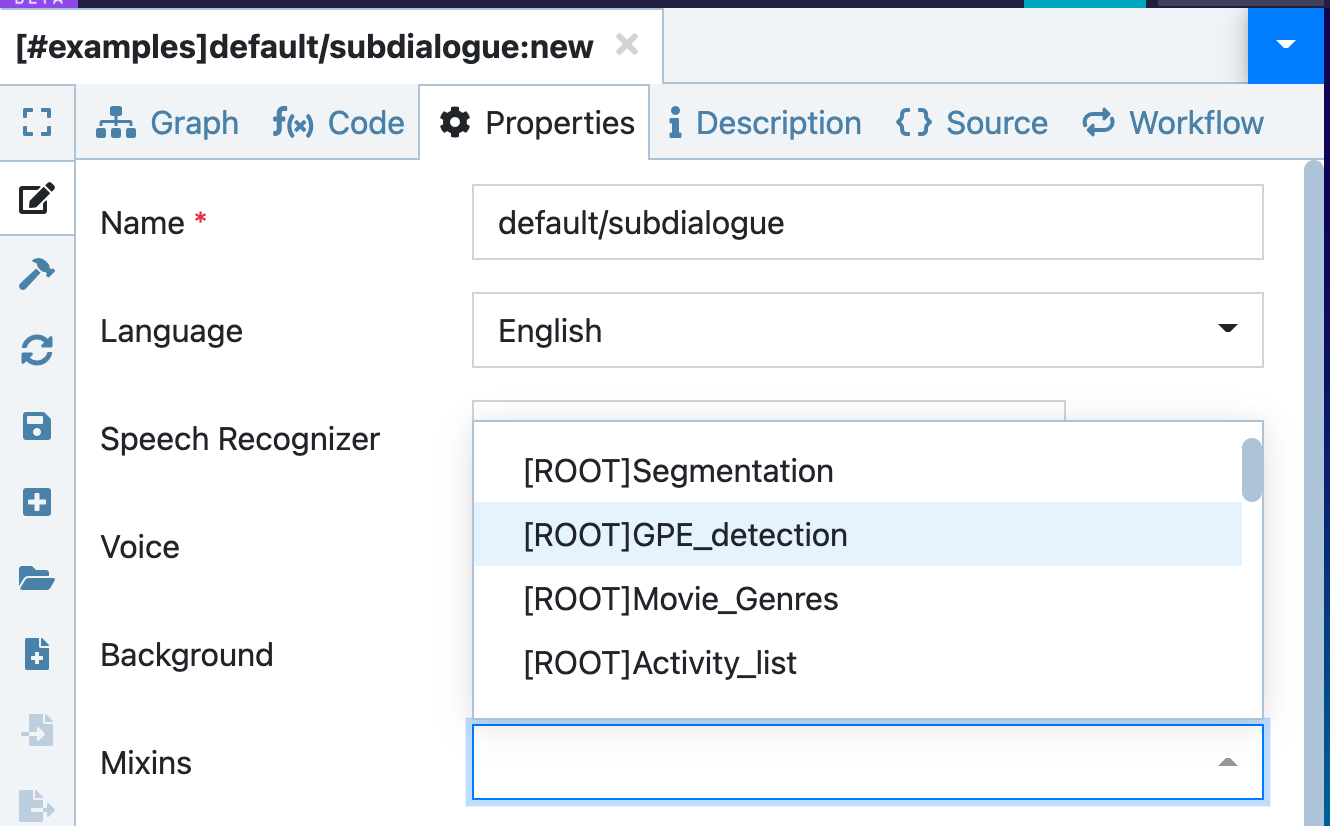 BETA
[#examples]default/subdialogue:new
Graph
f(x) Code
Properties
Description
Source
Workflow
Name *
default/subdialogue
Language
English
Speech Recognizer
[ROOT]Segmentation
[ROOT]GPE_detection
Voice
[ROOT]Movie_Genres
Background
[ROOT]Activity_list
Mixins